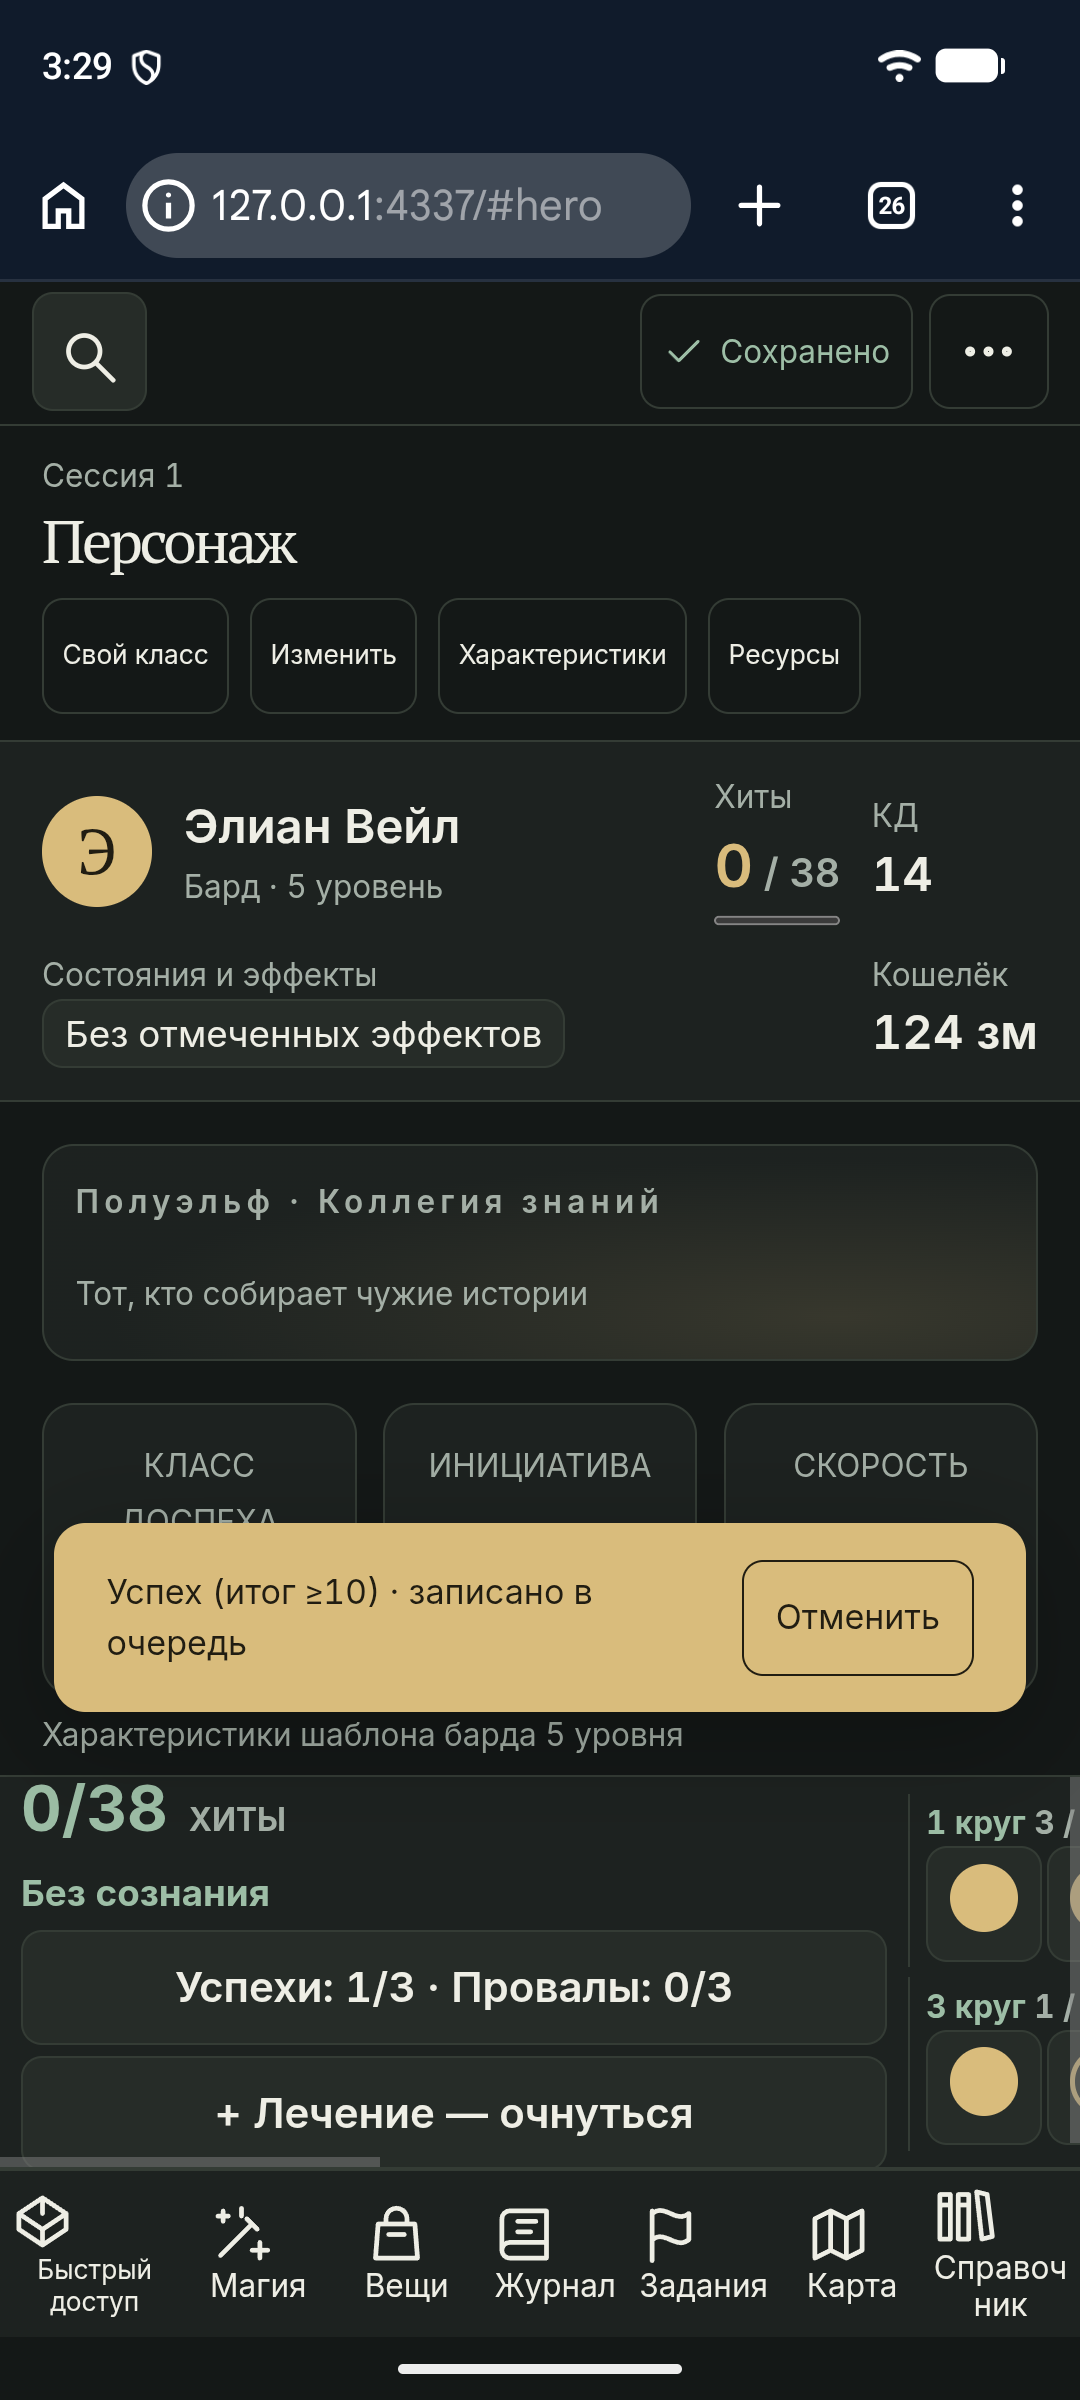 3:29
127.0.0.1:4337/#hero
26
Сохранено
Сессия 1
Персонаж
Свой класс
Изменить
Характеристики
Ресурсы
Э
Элиан Вейл
Бард · 5 уровень
Хиты
0 / 38
КД
14
Состояния и эффекты
Без отмеченных эффектов
Кошелёк
124 зм
Полуэльф · Коллегия знаний
Тот, кто собирает чужие истории
КЛАСС
ДОСПЕХА
ИНИЦИАТИВА
СКОРОСТЬ
Успех (итог ≥10) · записано в
очередь
Отменить
Характеристики шаблона барда 5 уровня
0/38 ХИТЫ
Без сознания
Успехи: 1/3 · Провалы: 0/3
+ Лечение — очнуться
1 круг 3 /
3 круг 1 /
Быстрый
доступ
Магия
Вещи
Журнал
Задания
Карта
Справоч
ник